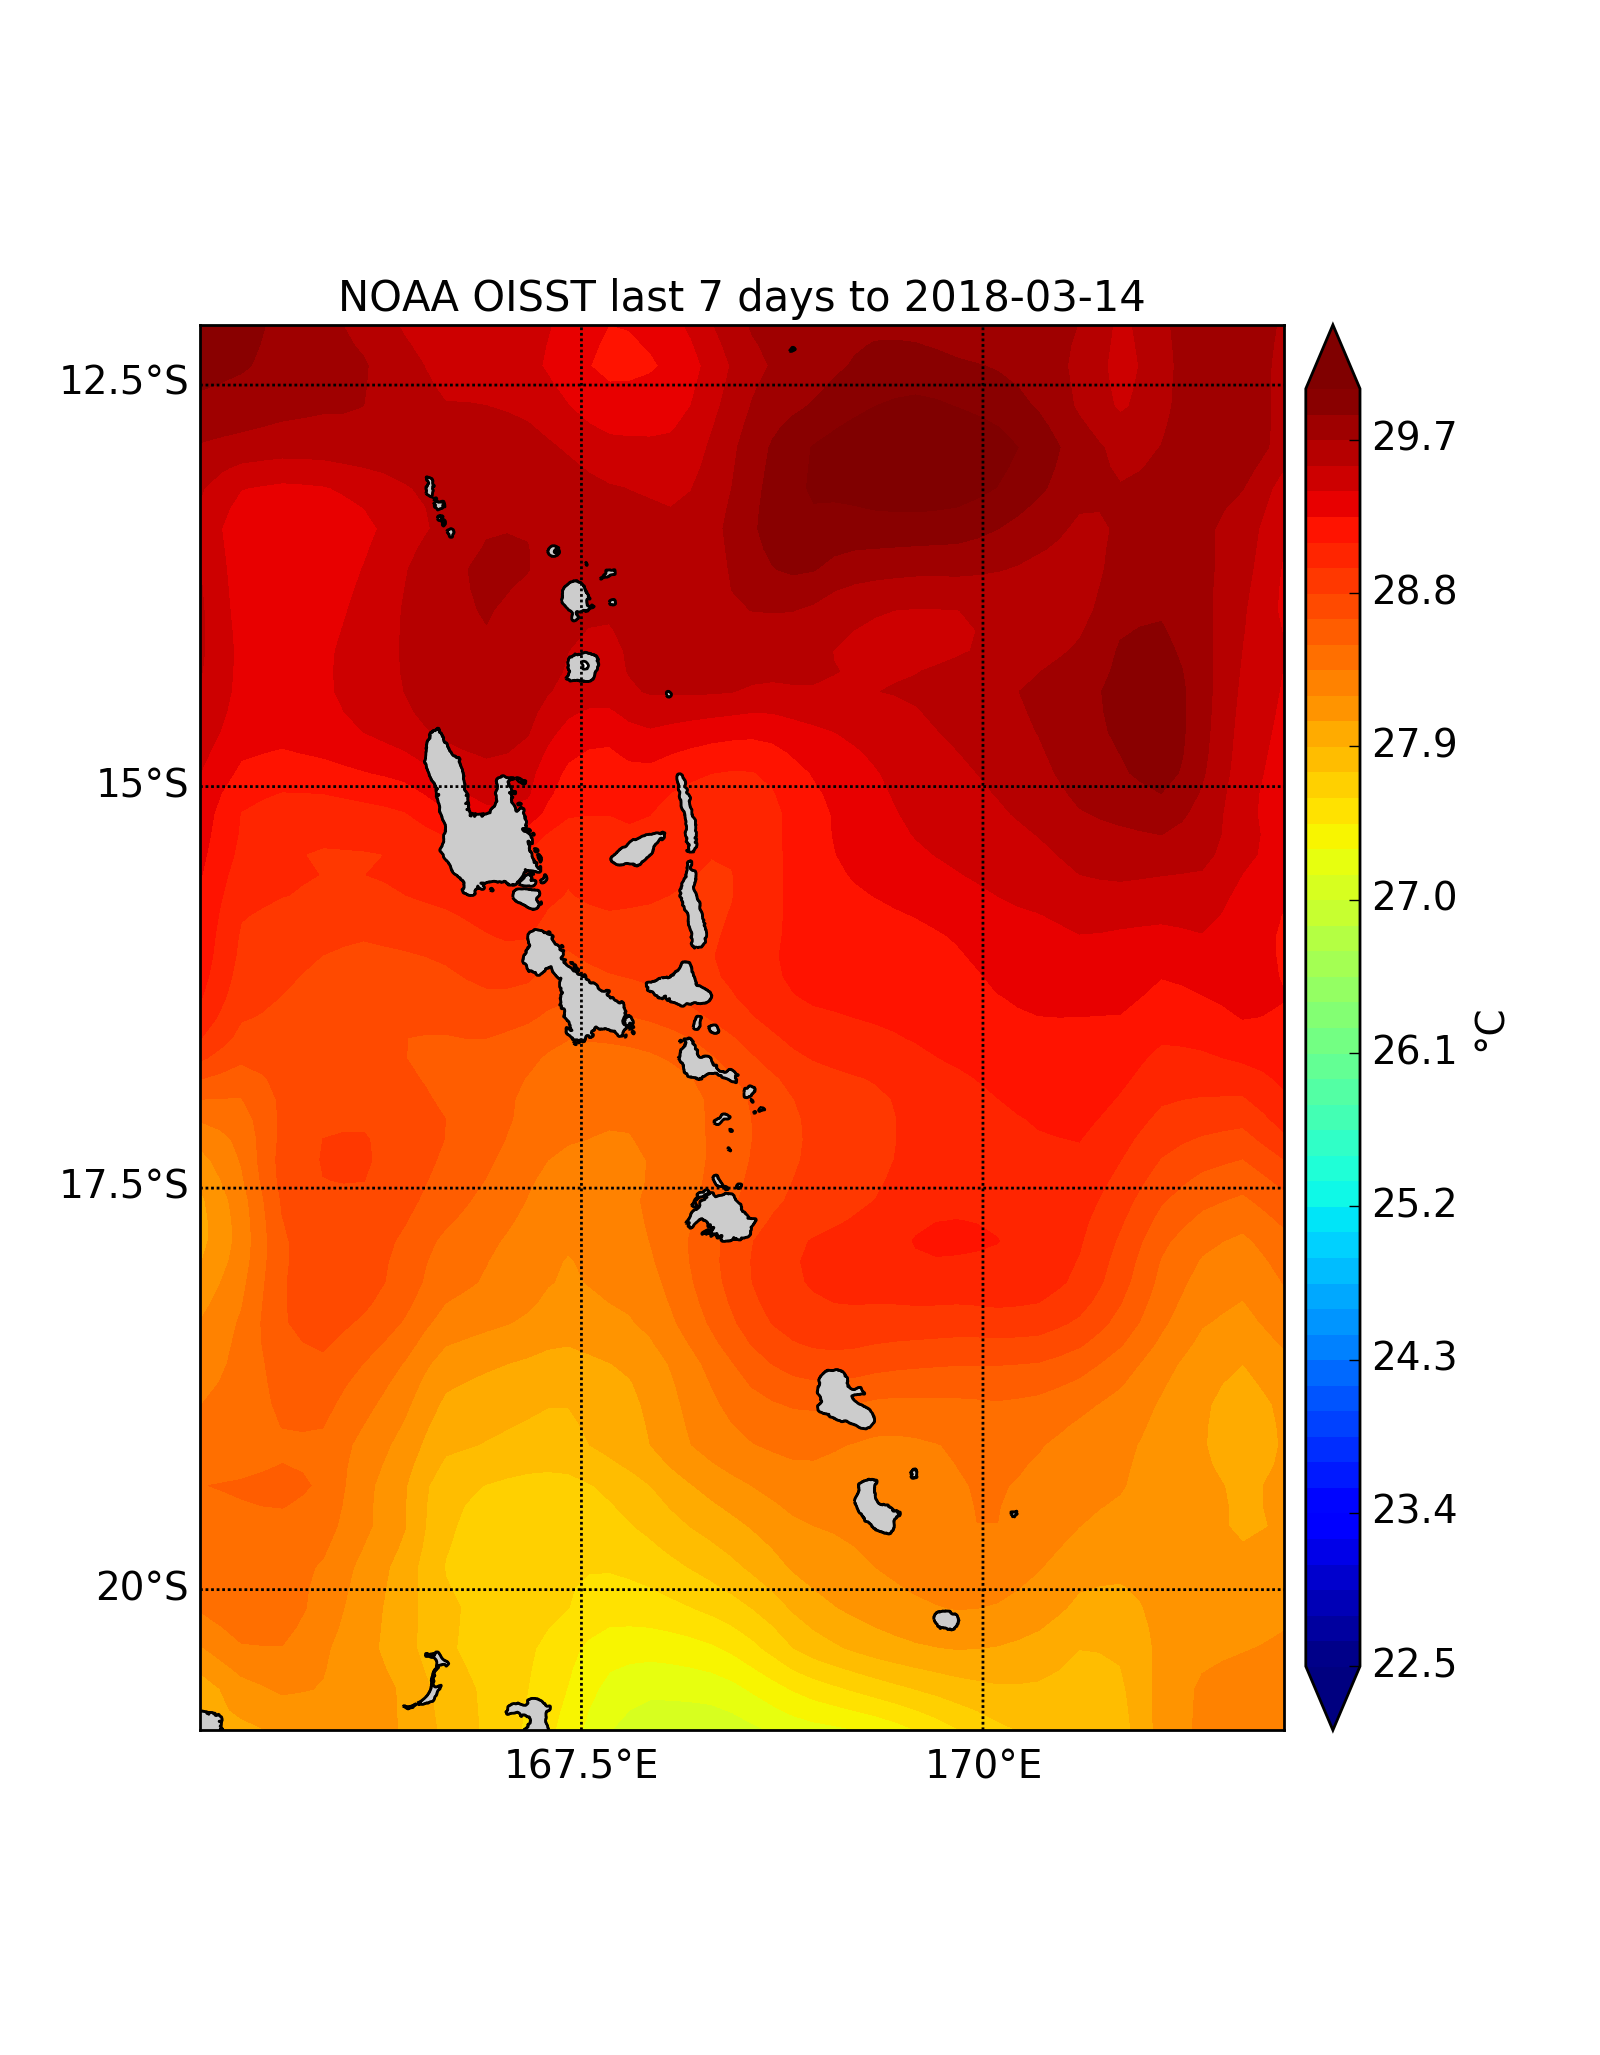 NOAA OISST last 7 days to 2018-03-14
12.5°S
15°S
17.5°S
20°S
167.5°E
170°E
29.7
28.8
27.9
27.0
26.1
25.2
24.3
23.4
22.5
°C